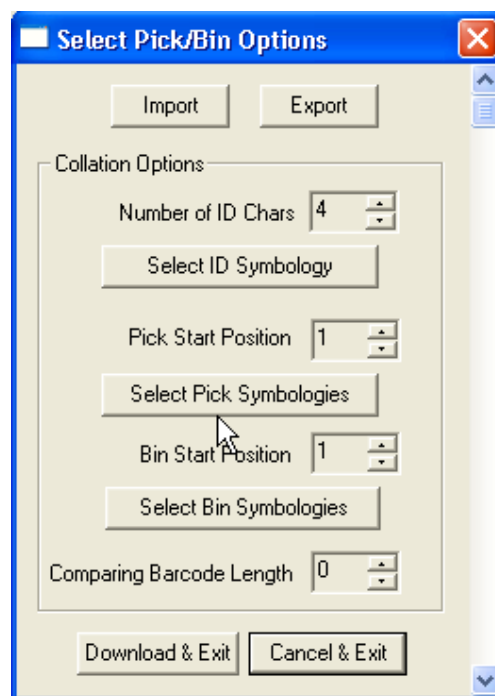 Select Pick/Bin Options
Import Export
Collation Options
Number of ID Chars 4
Select ID Symbology
Pick Start Position 1
Select Pick Symbologies
Bin Start Position 1
Select Bin Symbologies
Comparing Barcode Length 0
Download & Exit Cancel & Exit